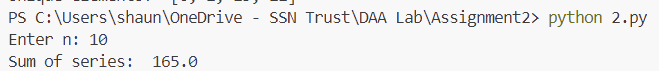 PS C:\Users\shaun\OneDrive - SSN Trust\DAA Lab\Assignment2> python 2.py
Enter n: 10
Sum of series:  165.0